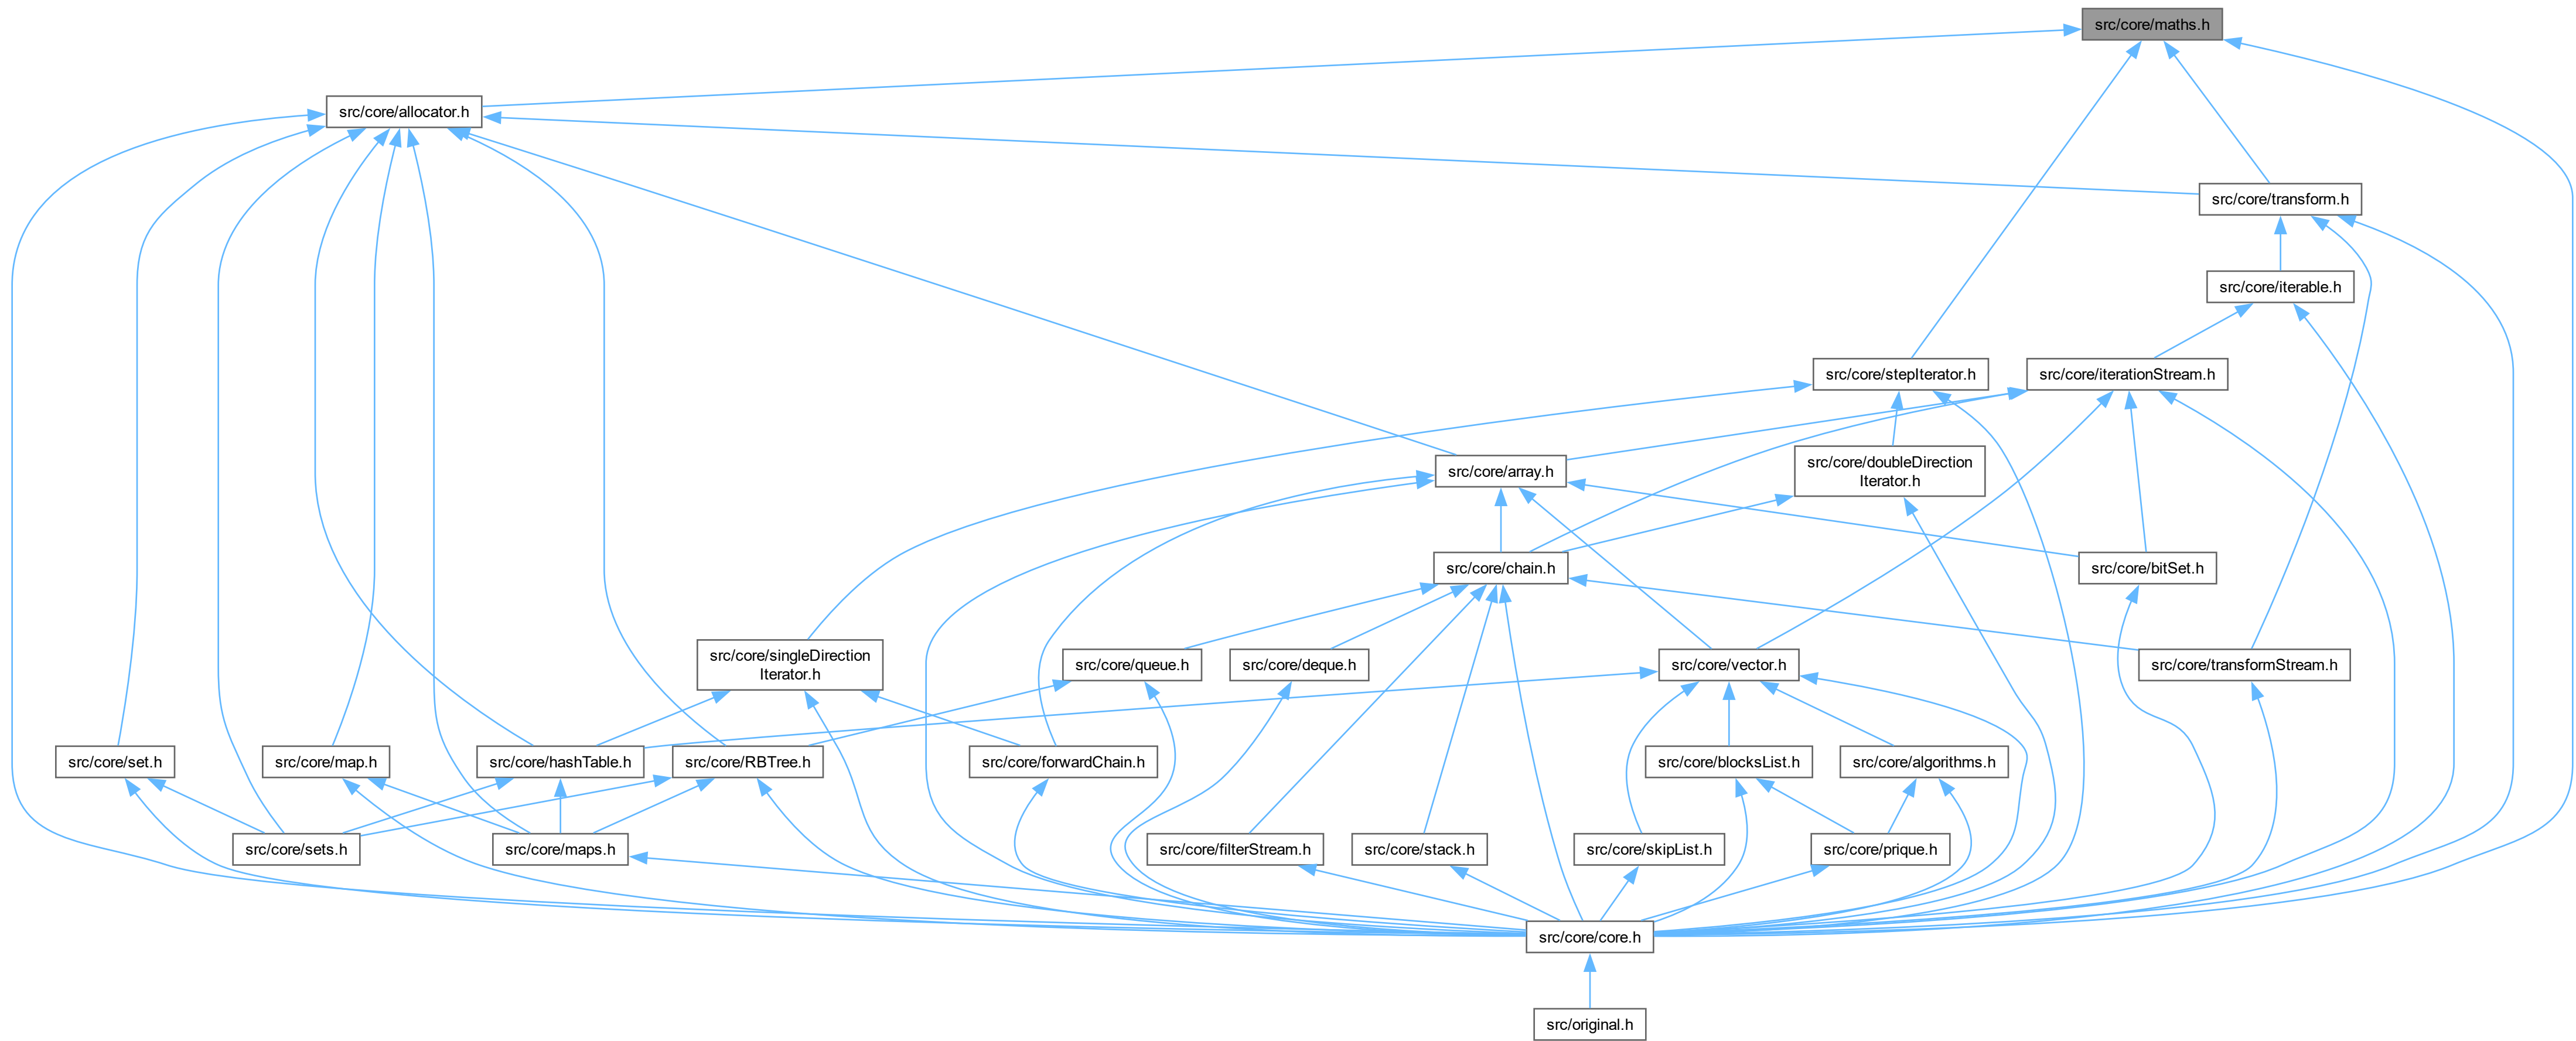 src/core/maths.h
src/core/allocator.h
src/core/transform.h
src/core/iterable.h
src/core/stepIterator.h
src/core/iterationStream.h
src/core/array.h
src/core/doubleDirection
Iterator.h
src/core/chain.h
src/core/bitSet.h
src/core/singleDirection
Iterator.h
src/core/queue.h
src/core/deque.h
src/core/vector.h
src/core/transformStream.h
src/core/set.h
src/core/map.h
src/core/hashTable.h
src/core/RBTree.h
src/core/forwardChain.h
src/core/blocksList.h
src/core/algorithms.h
src/core/sets.h
src/core/maps.h
src/core/filterStream.h
src/core/stack.h
src/core/skipList.h
src/core/prique.h
src/core/core.h
src/original.h